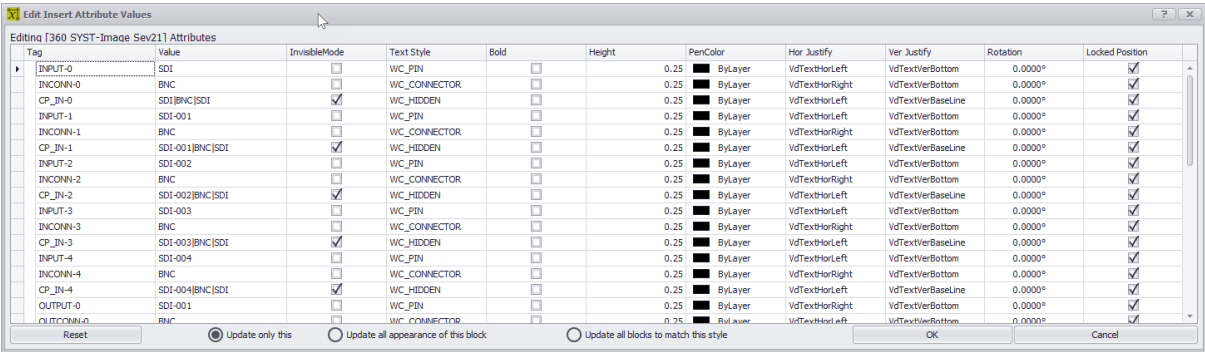 Edit Insert Attribute Values
Editing [360 SYST-Image Sev21] Attributes
Tag Value InvisibleMode Text Style Bold Height PenColor Hor Justify Ver Justify Rotation Locked Position
INPUT-0 SDI WC_PIN 0.25 ByLayer VdTextHorLeft VdTextVerBottom 0.0000°
INCONN-0 BNC WC_CONNECTOR 0.25 ByLayer VdTextHorRight VdTextVerBottom 0.0000°
CP_IN-0 SDI|BNC|SDI WC_HIDDEN 0.25 ByLayer VdTextHorLeft VdTextVerBaseLine 0.0000°
INPUT-1 SDI-001 WC_PIN 0.25 ByLayer VdTextHorLeft VdTextVerBottom 0.0000°
INCONN-1 BNC WC_CONNECTOR 0.25 ByLayer VdTextHorRight VdTextVerBottom 0.0000°
CP_IN-1 SDI-001|BNC|SDI WC_HIDDEN 0.25 ByLayer VdTextHorLeft VdTextVerBaseLine 0.0000°
INPUT-2 SDI-002 WC_PIN 0.25 ByLayer VdTextHorLeft VdTextVerBottom 0.0000°
INCONN-2 BNC WC_CONNECTOR 0.25 ByLayer VdTextHorRight VdTextVerBottom 0.0000°
CP_IN-2 SDI-002|BNC|SDI WC_HIDDEN 0.25 ByLayer VdTextHorLeft VdTextVerBaseLine 0.0000°
INPUT-3 SDI-003 WC_PIN 0.25 ByLayer VdTextHorLeft VdTextVerBottom 0.0000°
INCONN-3 BNC WC_CONNECTOR 0.25 ByLayer VdTextHorRight VdTextVerBottom 0.0000°
CP_IN-3 SDI-003|BNC|SDI WC_HIDDEN 0.25 ByLayer VdTextHorLeft VdTextVerBaseLine 0.0000°
INPUT-4 SDI-004 WC_PIN 0.25 ByLayer VdTextHorLeft VdTextVerBottom 0.0000°
INCONN-4 BNC WC_CONNECTOR 0.25 ByLayer VdTextHorRight VdTextVerBottom 0.0000°
CP_IN-4 SDI-004|BNC|SDI WC_HIDDEN 0.25 ByLayer VdTextHorLeft VdTextVerBaseLine 0.0000°
OUTPUT-0 SDI-001 WC_PIN 0.25 ByLayer VdTextHorRight VdTextVerBottom 0.0000°
OUTCONN-0 BNC WC_CONNECTOR 0.25 ByLayer VdTextHorLeft VdTextVerBottom 0.0000°
Reset Update only this Update all appearance of this block Update all blocks to match this style OK Cancel